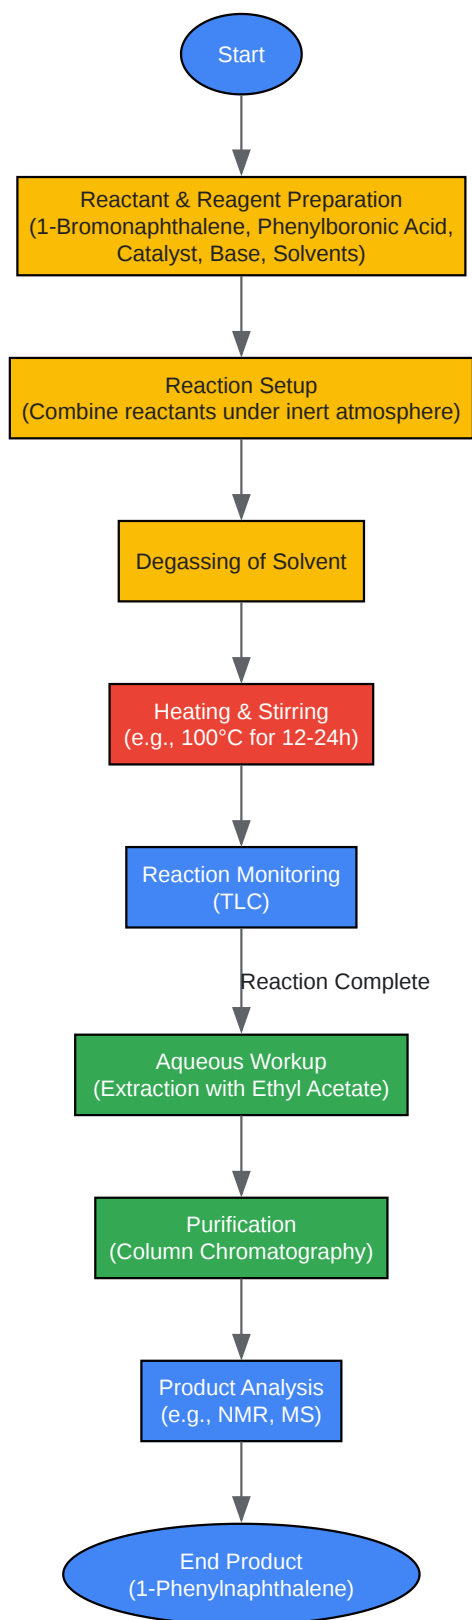 Start
Reactant & Reagent Preparation
(1-Bromonaphthalene, Phenylboronic Acid,
Catalyst, Base, Solvents)
Reaction Setup
(Combine reactants under inert atmosphere)
Degassing of Solvent
Heating & Stirring
(e.g., 100°C for 12-24h)
Reaction Monitoring
(TLC)
Reaction Complete
Aqueous Workup
(Extraction with Ethyl Acetate)
Purification
(Column Chromatography)
Product Analysis
(e.g., NMR, MS)
End Product
(1-Phenylnaphthalene)